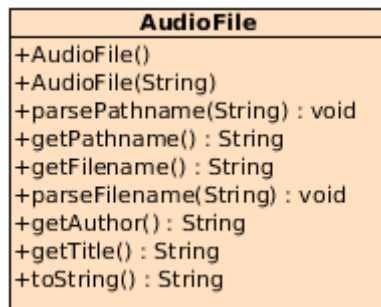 AudioFile
+AudioFile()
+AudioFile(String)
+parsePathname(String) : void
+getPathname() : String
+getFilename() : String
+parseFilename(String) : void
+getAuthor() : String
+getTitle() : String
+toString() : String